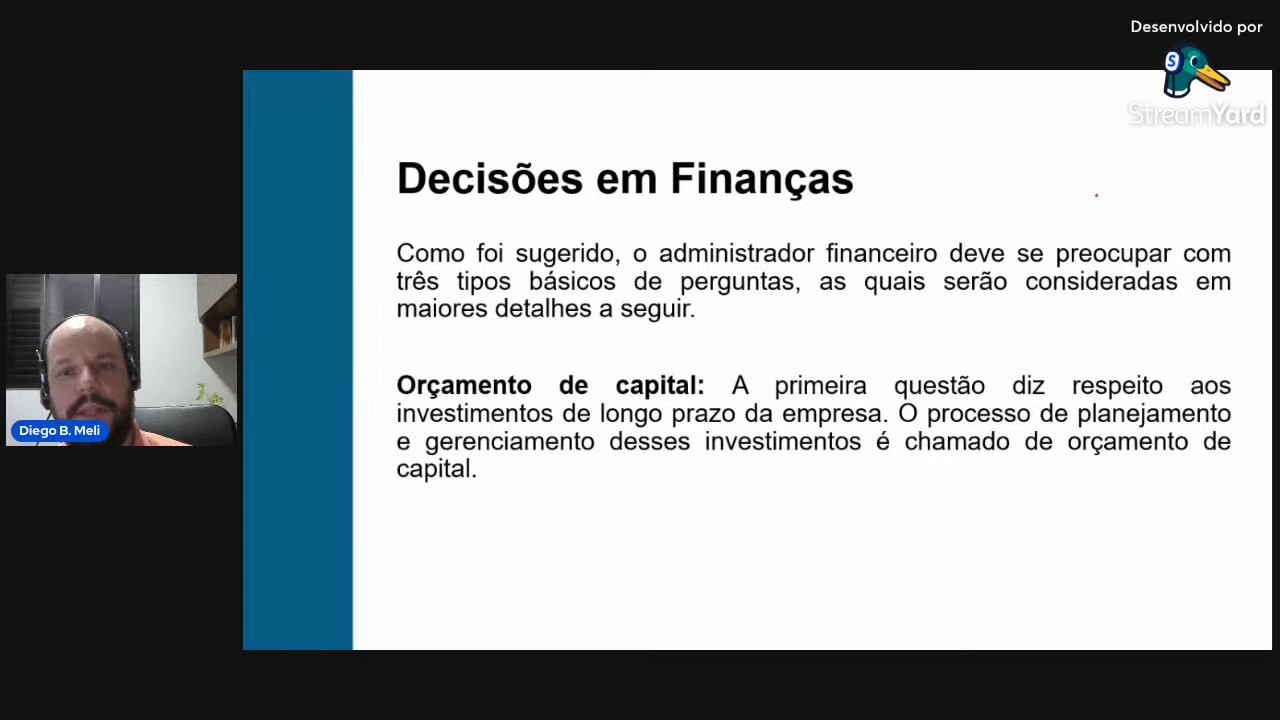 Desenvolvido por
S
StreamYard
Decisões em Finanças
Como foi sugerido, o administrador financeiro deve se preocupar com
três tipos básicos de perguntas, as quais serão consideradas em
maiores detalhes a seguir.
Orçamento de capital: A primeira questão diz respeito aos
investimentos de longo prazo da empresa. O processo de planejamento
e gerenciamento desses investimentos é chamado de orçamento de
capital.
Diego B. Meli